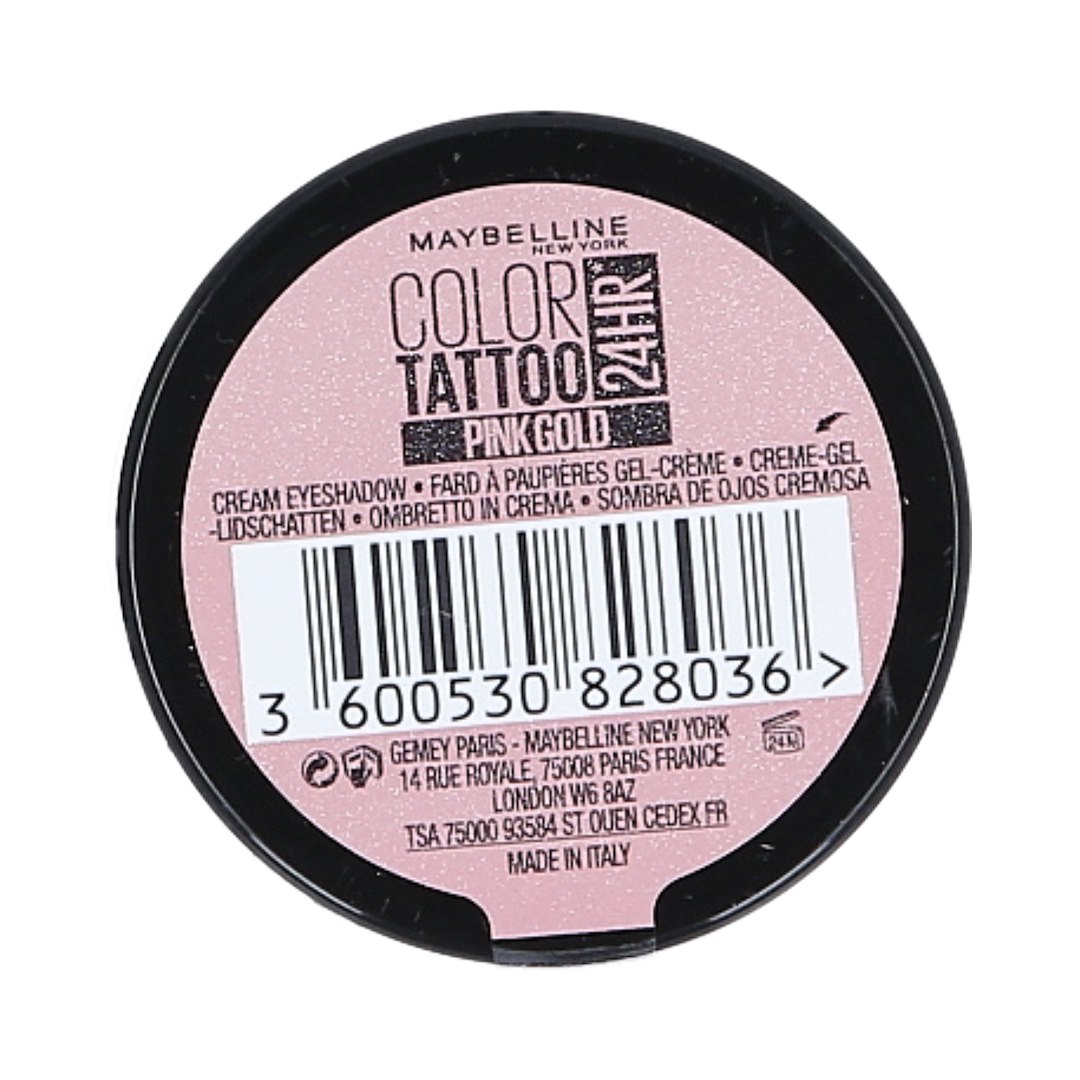 MAYBELLINE
NEW YORK
COLOR
TATTOO
24HR*
PINK GOLD
CREAM EYESHADOW • FARD À PAUPIÈRES GEL-CRÈME • CREME-GEL
-LIDSCHATTEN • OMBRETTO IN CREMA • SOMBRA DE OJOS CREMOSA
3 600530 828036 >
GEMEY PARIS - MAYBELLINE NEW YORK
14 RUE ROYALE, 75008 PARIS FRANCE
LONDON W6 8AZ
TSA 75000 93584 ST OUEN CEDEX FR
MADE IN ITALY
24 M